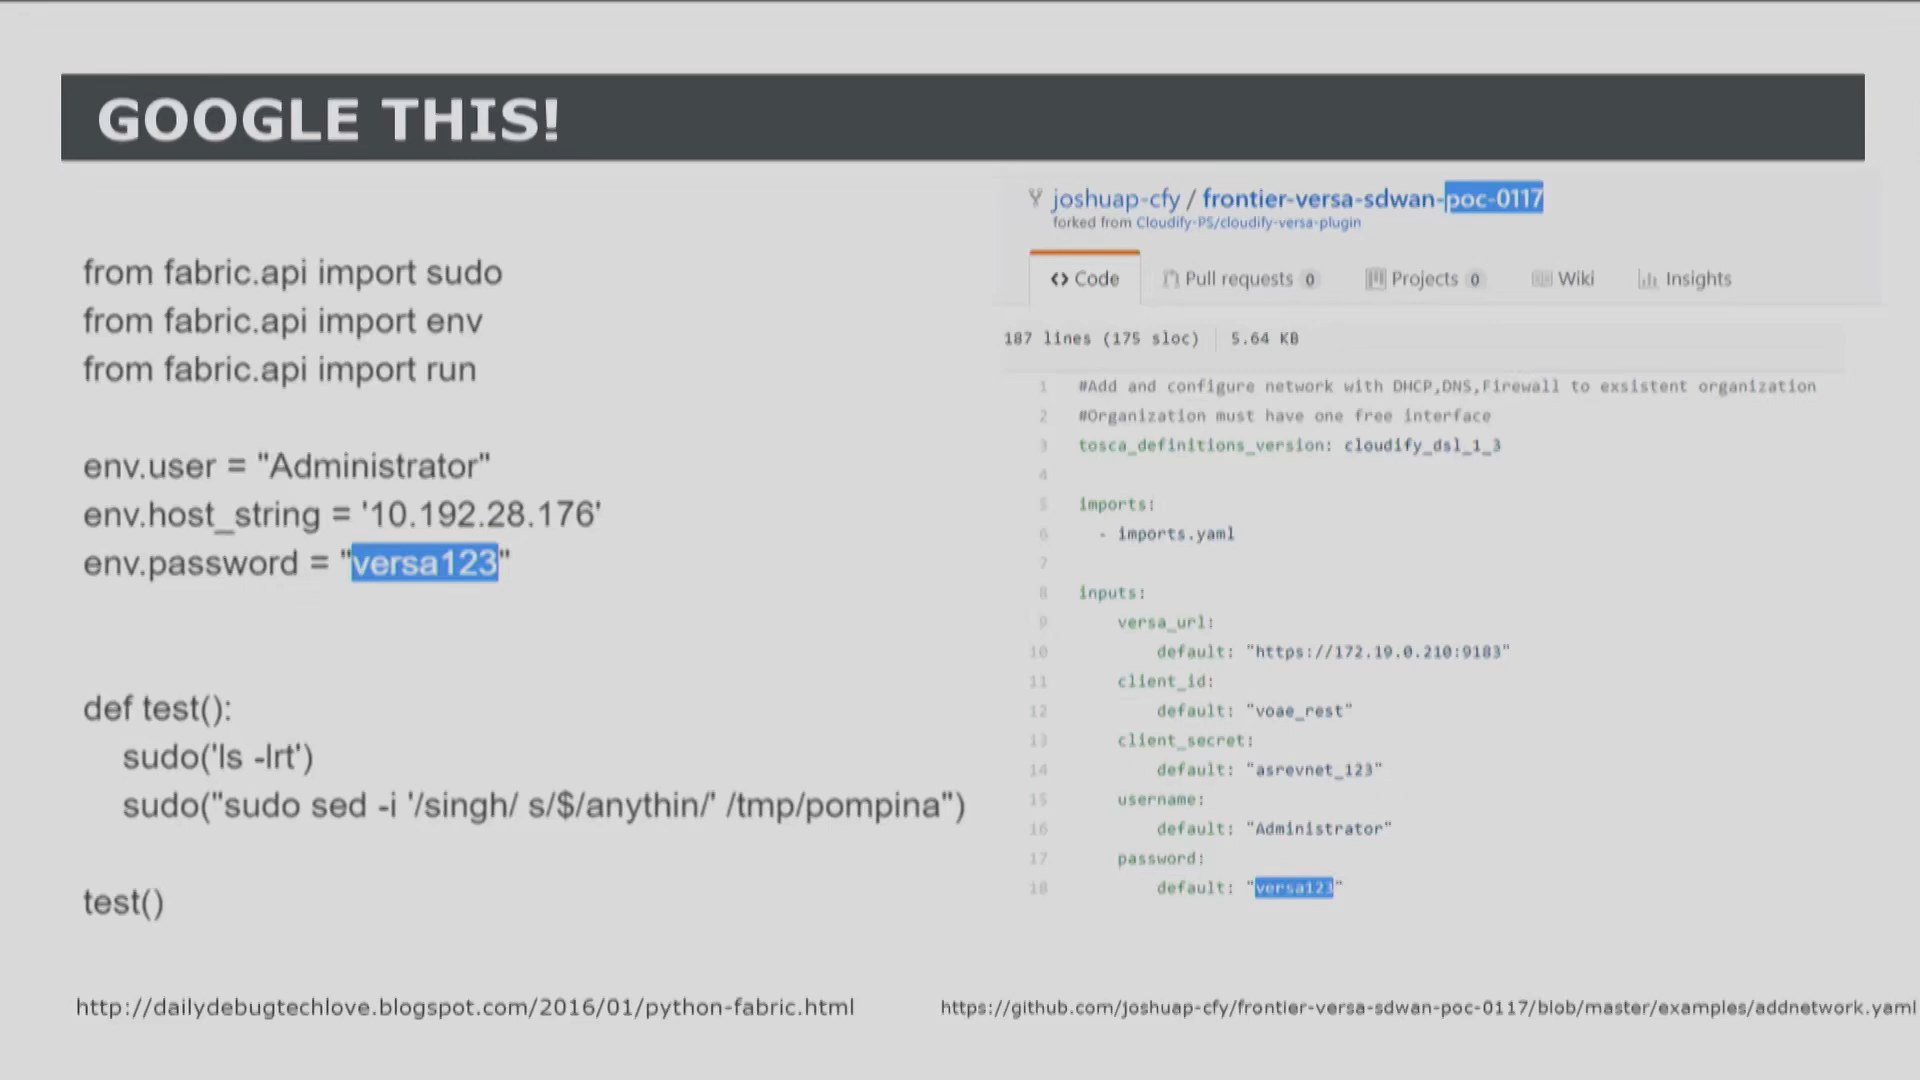 GOOGLE THIS!
from fabric.api import sudo
from fabric.api import env
from fabric.api import run
env.user = "Administrator"
env.host_string = '10.192.28.176'
env.password = "versa123"
def test():
sudo('ls -lrt')
sudo("sudo sed -i '/singh/ s/$/anythin/' /tmp/pompina")
test()
http://dailydebugtechlove.blogspot.com/2016/01/python-fabric.html
joshuap-cfy / frontier-versa-sdwan-poc-0117
forked from Cloudify-PS/cloudify-versa-plugin
<> Code Pull requests 0 Projects 0 Wiki Insights
187 lines (175 sloc) 5.64 KB
1 #Add and configure network with DHCP,DNS,Firewall to exsistent organization
2 #Organization must have one free interface
3 tosca_definitions_version: cloudify_dsl_1_3
4
5 imports:
6 - imports.yaml
7
8 inputs:
9 versa_url:
10 default: "https://172.19.0.210:9183"
11 client_id:
12 default: "voae_rest"
13 client_secret:
14 default: "asrevnet_123"
15 username:
16 default: "Administrator"
17 password:
18 default: "versa123"
https://github.com/joshuap-cfy/frontier-versa-sdwan-poc-0117/blob/master/examples/addnetwork.yaml